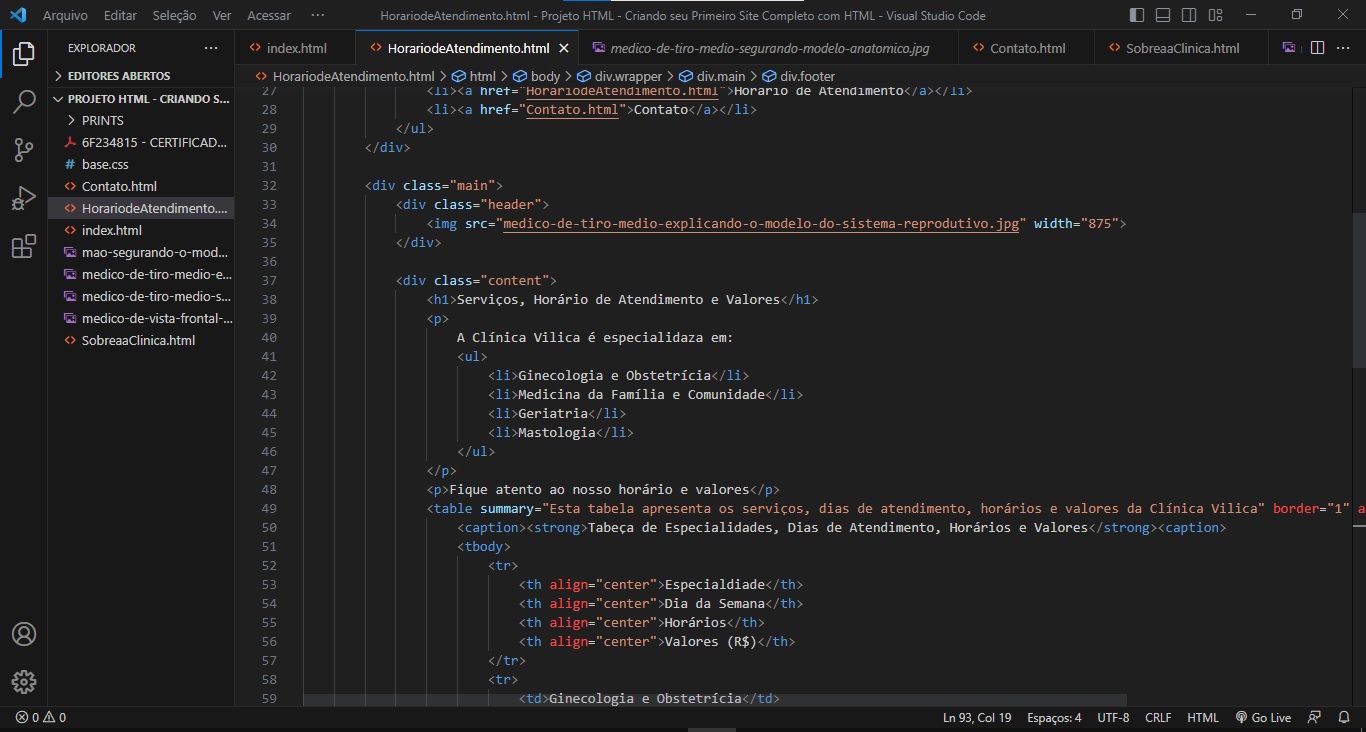 Arquivo Editar Seleção Ver Acessar ··· HorariodeAtendimento.html - Projeto HTML - Criando seu Primeiro Site Completo com HTML - Visual Studio Code
EXPLORADOR ···
EDITORES ABERTOS
PROJETO HTML - CRIANDO S...
PRINTS
6F234815 - CERTIFICAD...
# base.css
<> Contato.html
<> HorariodeAtendimento....
<> index.html
mao-segurando-o-mod...
medico-de-tiro-medio-e...
medico-de-tiro-medio-s...
medico-de-vista-frontal-...
<> SobreaaClinica.html
<> index.html <> HorariodeAtendimento.html × medico-de-tiro-medio-segurando-modelo-anatomico.jpg <> Contato.html <> SobreaaClinica.html ···
<> HorariodeAtendimento.html > html > body > div.wrapper > div.main > div.footer
27 <li><a href="HorariodeAtendimento.html">Horario de Atendimento</a></li>
28 <li><a href="Contato.html">Contato</a></li>
29 </ul>
30 </div>
31
32 <div class="main">
33 <div class="header">
34 <img src="medico-de-tiro-medio-explicando-o-modelo-do-sistema-reprodutivo.jpg" width="875">
35 </div>
36
37 <div class="content">
38 <h1>Serviços, Horário de Atendimento e Valores</h1>
39 <p>
40 A Clínica Vilica é especialidaza em:
41 <ul>
42 <li>Ginecologia e Obstetrícia</li>
43 <li>Medicina da Família e Comunidade</li>
44 <li>Geriatria</li>
45 <li>Mastologia</li>
46 </ul>
47 </p>
48 <p>Fique atento ao nosso horário e valores</p>
49 <table summary="Esta tabela apresenta os serviços, dias de atendimento, horários e valores da Clínica Vilica" border="1" a
50 <caption><strong>Tabeça de Especialidades, Dias de Atendimento, Horários e Valores</strong><caption>
51 <tbody>
52 <tr>
53 <th align="center">Especialdiade</th>
54 <th align="center">Dia da Semana</th>
55 <th align="center">Horários</th>
56 <th align="center">Valores (R$)</th>
57 </tr>
58 <tr>
59 <td>Ginecologia e Obstetrícia</td>
0 0 Ln 93, Col 19 Espaços: 4 UTF-8 CRLF HTML Go Live